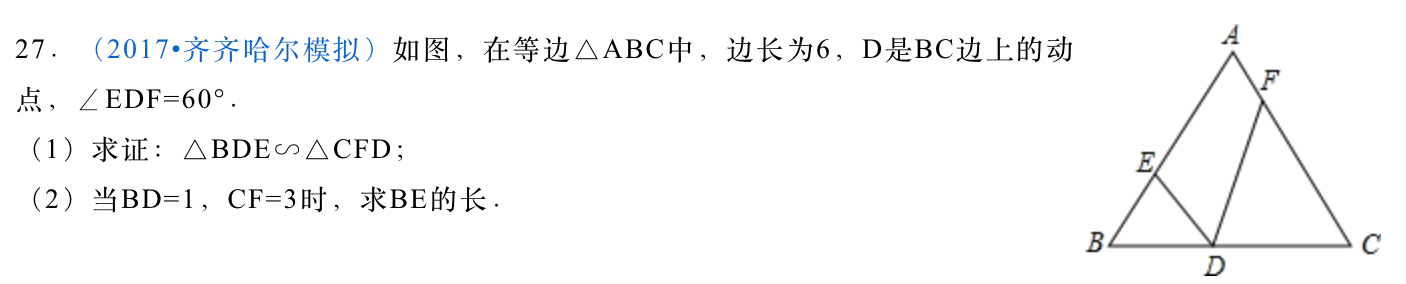 27. （2017•齐齐哈尔模拟）如图，在等边△ABC中，边长为6，D是BC边上的动
点，∠EDF=60°.
（1）求证：△BDE∽△CFD；
（2）当BD=1，CF=3时，求BE的长.
A
F
E
B
D
C